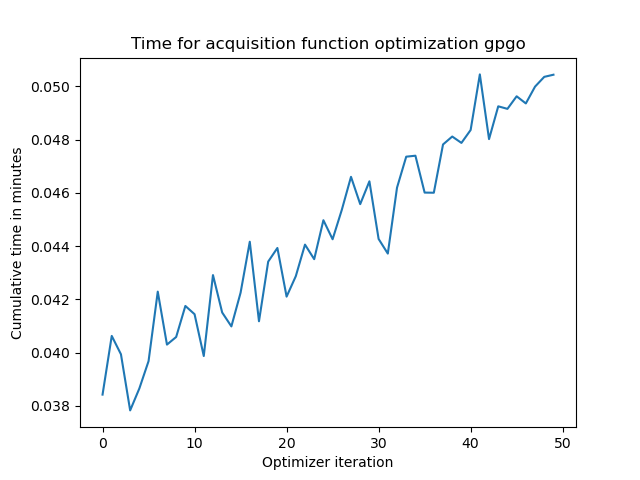 Time for acquisition function optimization gpgo
0.050
0.048
0.046
0.044
0.042
0.040
0.038
Cumulative time in minutes
0 10 20 30 40 50
Optimizer iteration